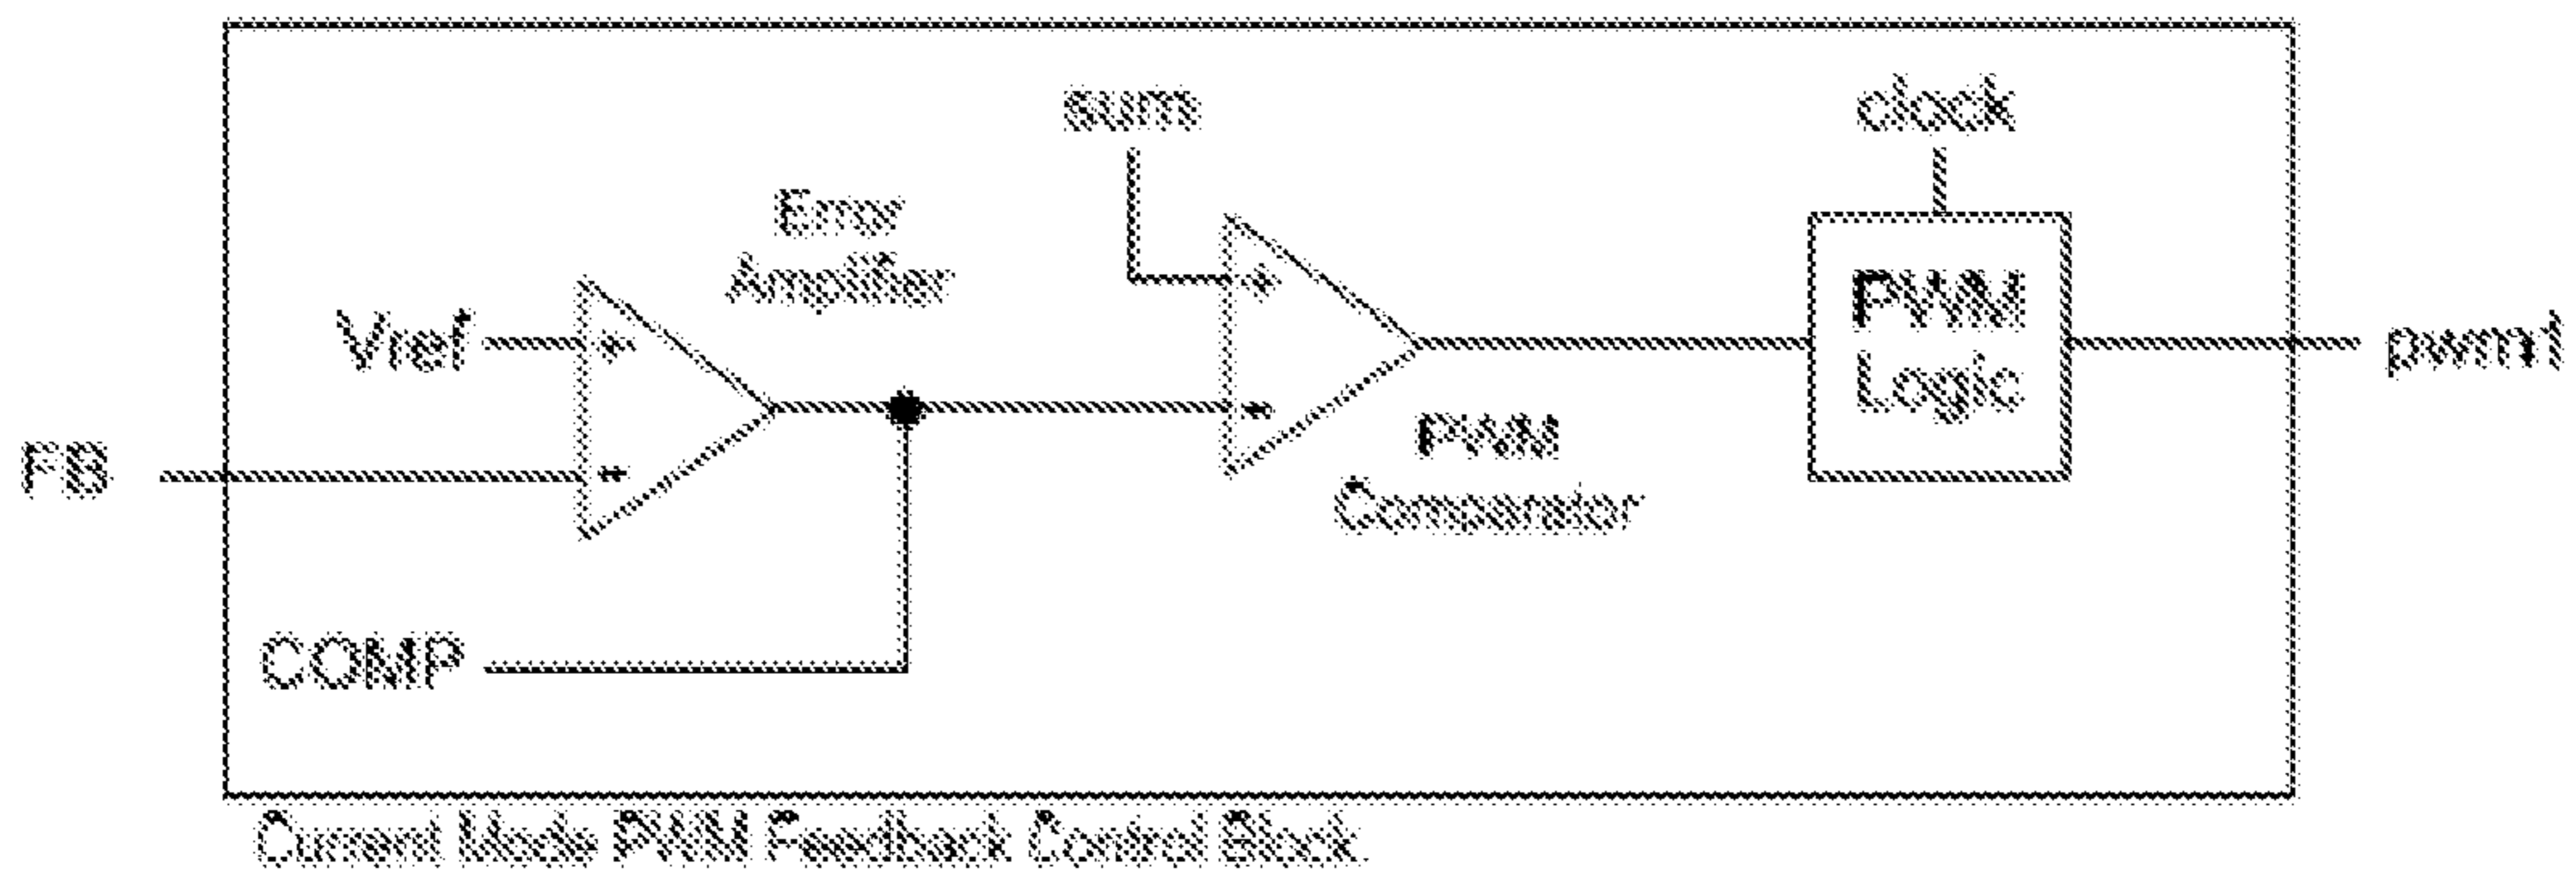 sum
clock
Error
Amplifier
Vref
+
-
+
-
PWM
Logic
pwm1
FB
PWM
Comparator
COMP
Current Mode PWM Feedback Control Block